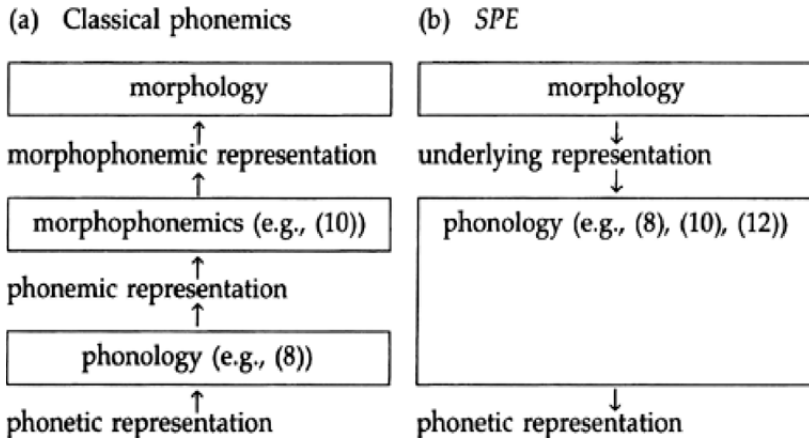 (a) Classical phonemics
morphology
↑
morphophonemic representation
↑
morphophonemics (e.g., (10))
↑
phonemic representation
↑
phonology (e.g., (8))
↑
phonetic representation
(b) SPE
morphology
↓
underlying representation
↓
phonology (e.g., (8), (10), (12))
↓
phonetic representation